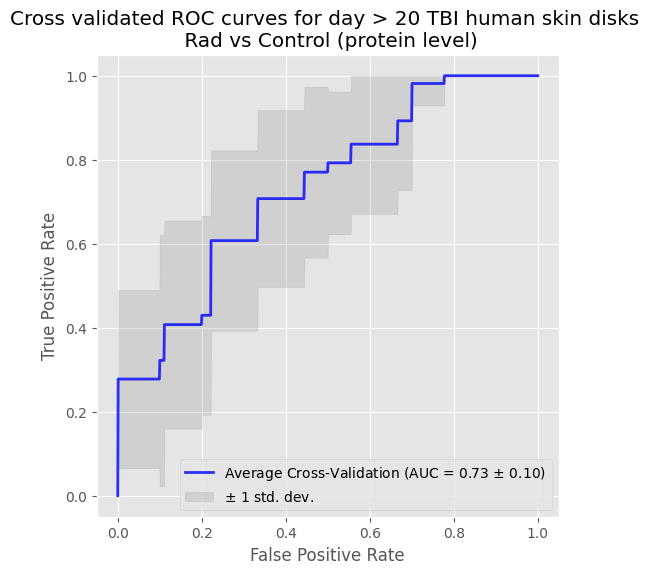 Cross validated ROC curves for day > 20 TBI human skin disks
Rad vs Control (protein level)
1.0
0.8
0.6
0.4
0.2
0.0
True Positive Rate
Average Cross-Validation (AUC = 0.73 ± 0.10)
± 1 std. dev.
0.0 0.2 0.4 0.6 0.8 1.0
False Positive Rate